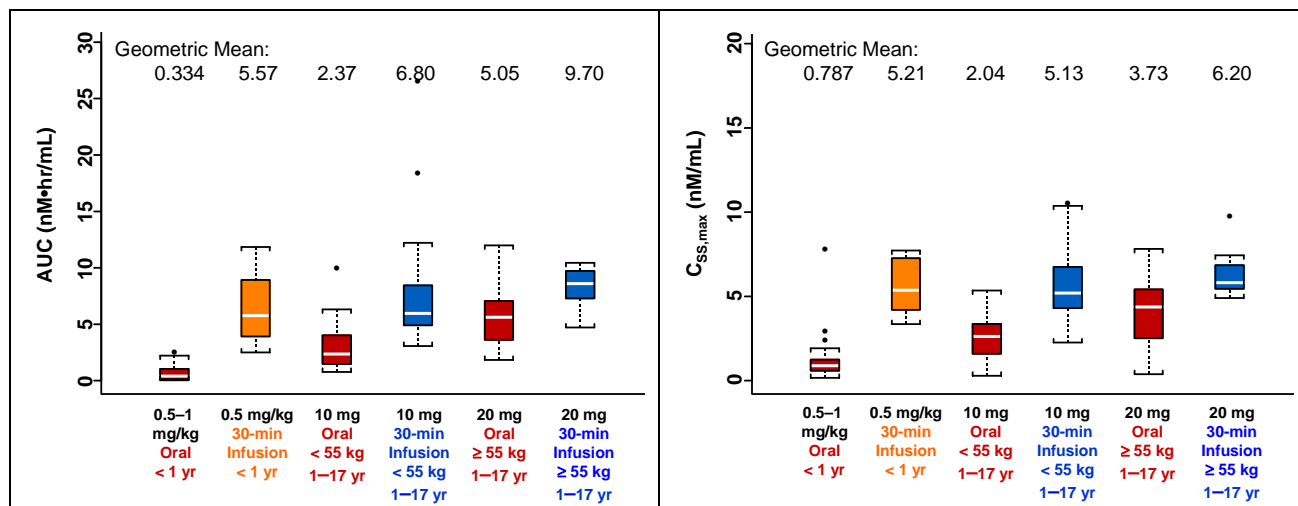 Geometric Mean:
0.334 5.57 2.37 6.80 5.05 9.70
AUC (nM•hr/mL)
30
25
20
15
10
5
0
0.5–1 mg/kg Oral < 1 yr
0.5 mg/kg 30-min Infusion < 1 yr
10 mg Oral < 55 kg 1–17 yr
10 mg 30-min Infusion < 55 kg 1–17 yr
20 mg Oral ≥ 55 kg 1–17 yr
20 mg 30-min Infusion ≥ 55 kg 1–17 yr
Geometric Mean:
0.787 5.21 2.04 5.13 3.73 6.20
CSS,max (nM/mL)
20
15
10
5
0
0.5–1 mg/kg Oral < 1 yr
0.5 mg/kg 30-min Infusion < 1 yr
10 mg Oral < 55 kg 1–17 yr
10 mg 30-min Infusion < 55 kg 1–17 yr
20 mg Oral ≥ 55 kg 1–17 yr
20 mg 30-min Infusion ≥ 55 kg 1–17 yr